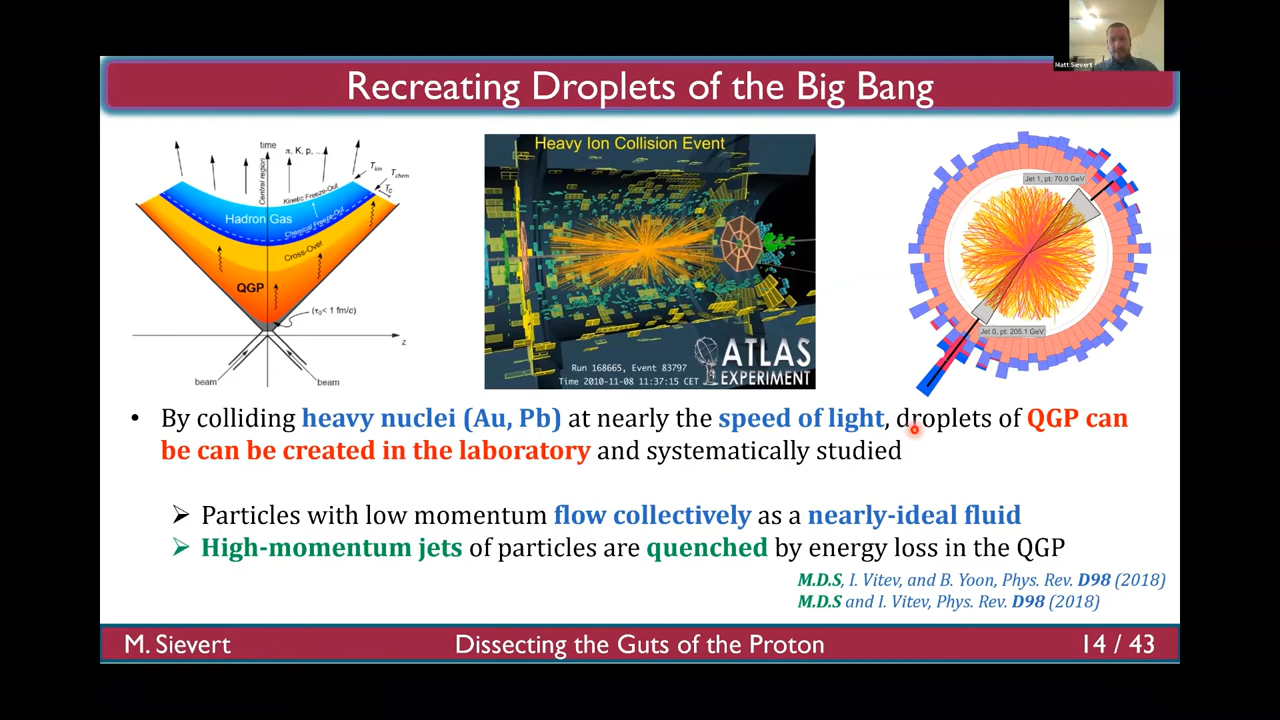 Matt Sievert
Recreating Droplets of the Big Bang
time
π, K, p, ...
Central region
T_kin
T_chem
T_C
Kinetic Freeze-Out
Hadron Gas
Chemical Freeze-Out
Cross-Over
QGP
(τ₀< 1 fm/c)
z
beam
beam
Heavy Ion Collision Event
ATLAS
EXPERIMENT
Run 168665, Event 83797
Time 2010-11-08 11:37:15 CET
Jet 1, pt: 70.0 GeV
Jet 0, pt: 205.1 GeV
• By colliding heavy nuclei (Au, Pb) at nearly the speed of light, droplets of QGP can
be can be created in the laboratory and systematically studied
➢ Particles with low momentum flow collectively as a nearly-ideal fluid
➢ High-momentum jets of particles are quenched by energy loss in the QGP
M.D.S, I. Vitev, and B. Yoon, Phys. Rev. D98 (2018)
M.D.S and I. Vitev, Phys. Rev. D98 (2018)
M. Sievert
Dissecting the Guts of the Proton
14 / 43